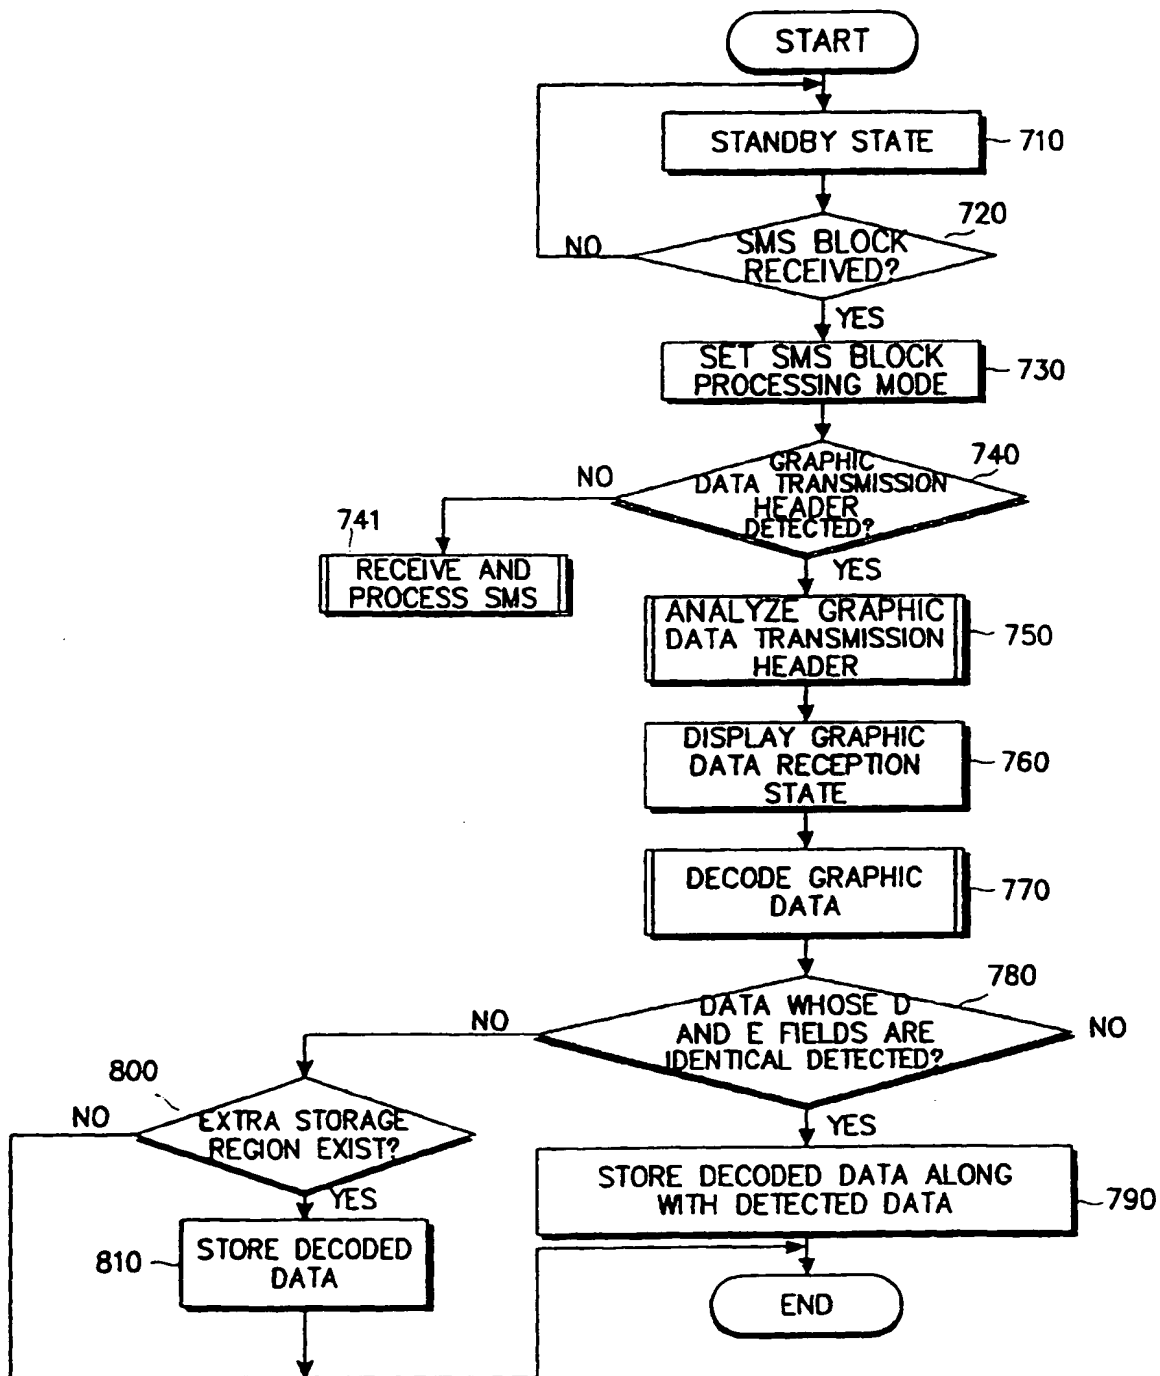 START
STANDBY STATE
710
720
SMS BLOCK
RECEIVED?
NO
YES
SET SMS BLOCK
PROCESSING MODE
730
740
GRAPHIC
DATA TRANSMISSION
HEADER
DETECTED?
NO
741
RECEIVE AND
PROCESS SMS
YES
ANALYZE GRAPHIC
DATA TRANSMISSION
HEADER
750
DISPLAY GRAPHIC
DATA RECEPTION
STATE
760
DECODE GRAPHIC
DATA
770
780
DATA WHOSE D
AND E FIELDS ARE
IDENTICAL DETECTED?
NO
NO
800
EXTRA STORAGE
REGION EXIST?
NO
YES
YES
STORE DECODED DATA ALONG
WITH DETECTED DATA
790
810
STORE DECODED
DATA
END